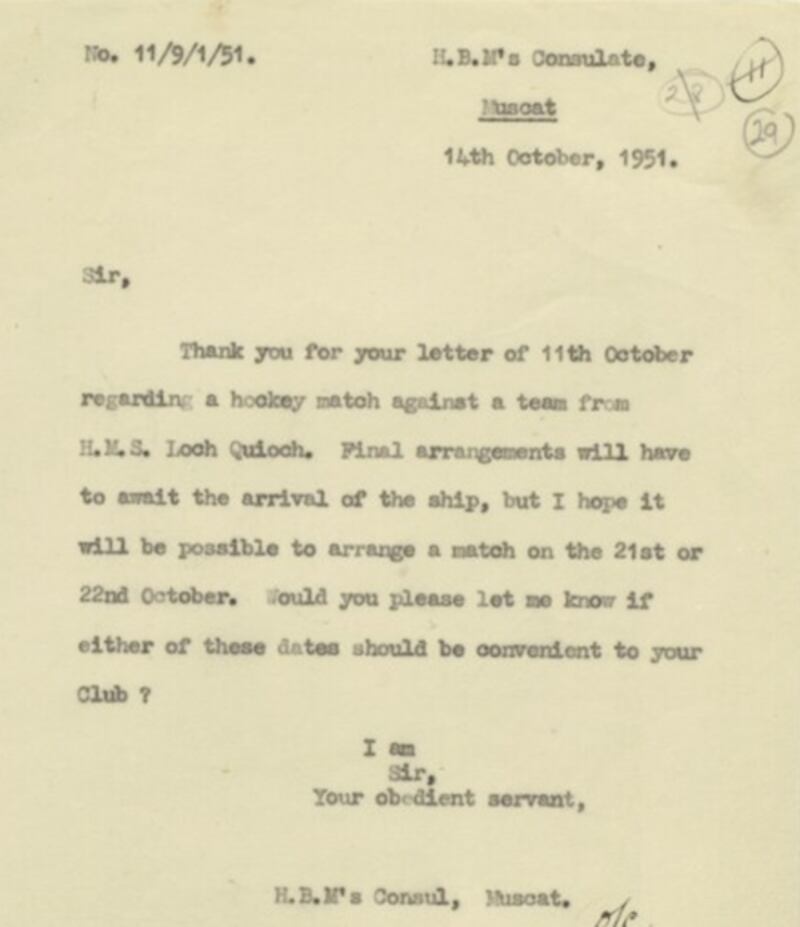 No. 11/9/1/51.
H.B.M's Consulate,
Muscat
14th October, 1951.
28
11
29
Sir,
Thank you for your letter of 11th October
regarding a hockey match against a team from
H.M.S. Loch Quioch. Final arrangements will have
to await the arrival of the ship, but I hope it
will be possible to arrange a match on the 21st or
22nd October. Would you please let me know if
either of these dates should be convenient to your
Club ?
I am
Sir,
Your obedient servant,
H.B.M's Consul, Muscat.